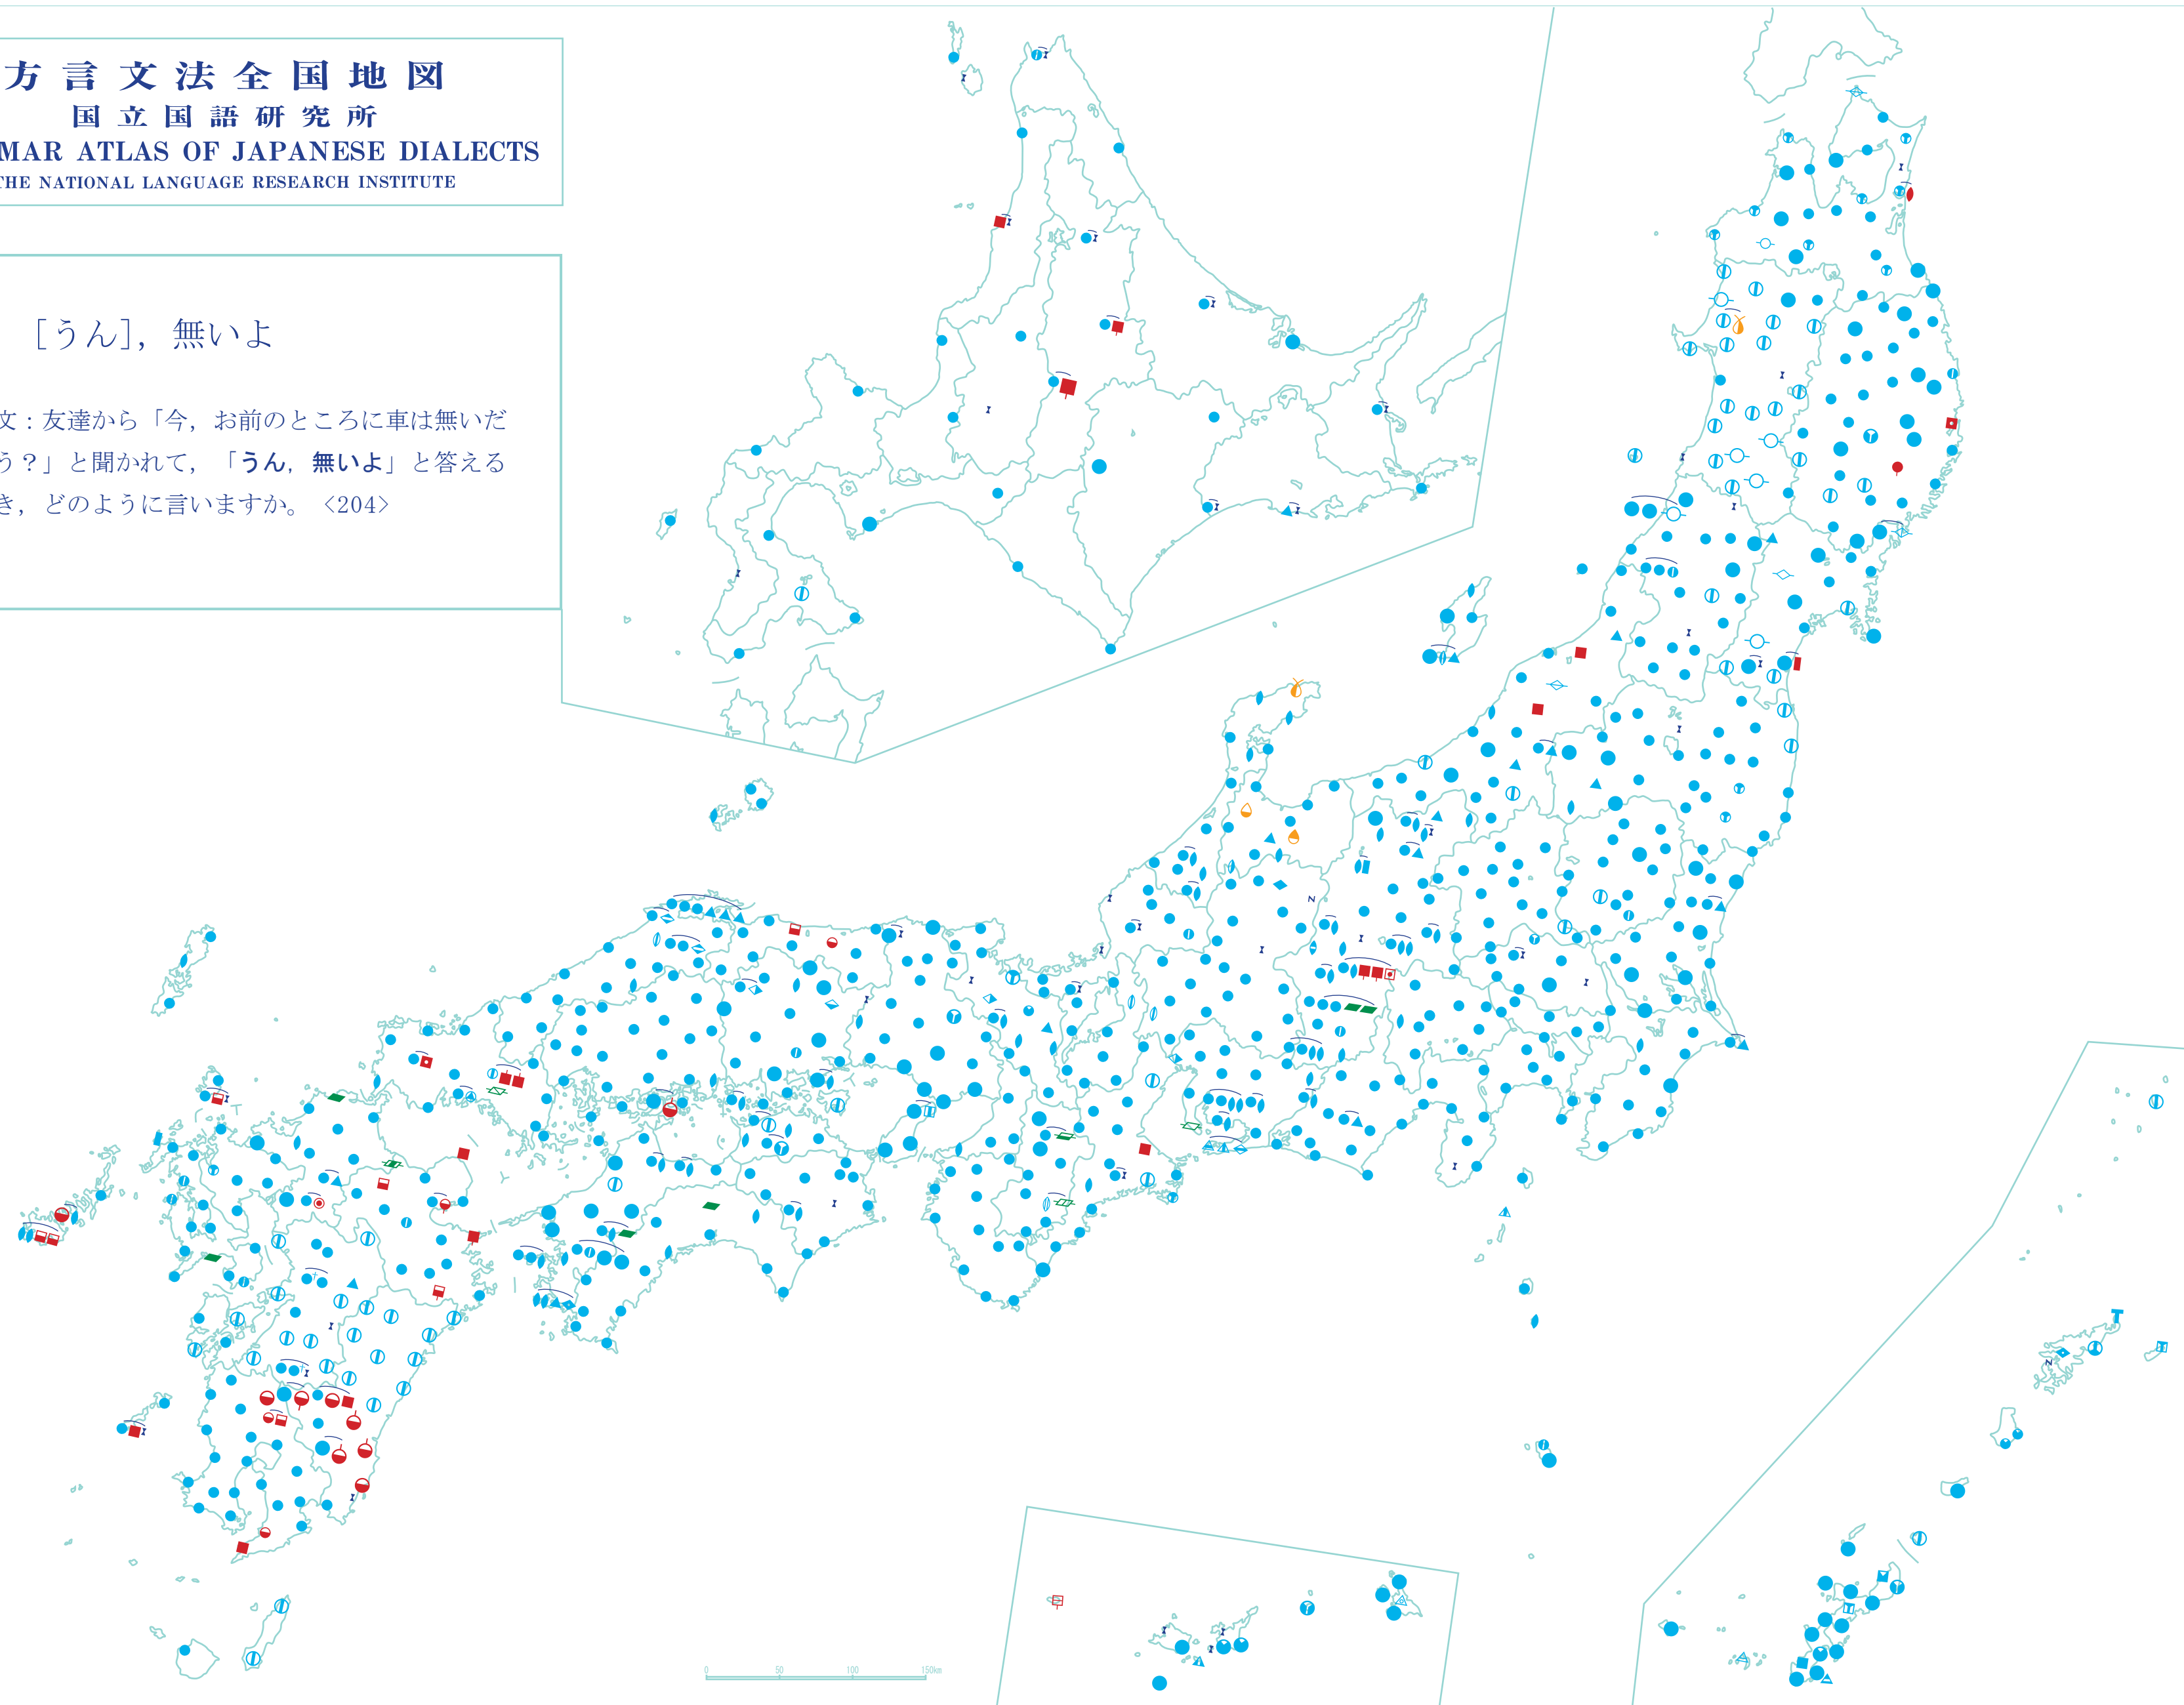 方言文法全国地図
国立国語研究所
MAR ATLAS OF JAPANESE DIALECTS
THE NATIONAL LANGUAGE RESEARCH INSTITUTE
［うん］，無いよ
文：友達から「今，お前のところに車は無いだ
う？」と聞かれて，「うん，無いよ」と答える
き，どのように言いますか。 <204>
0 50 100 150km